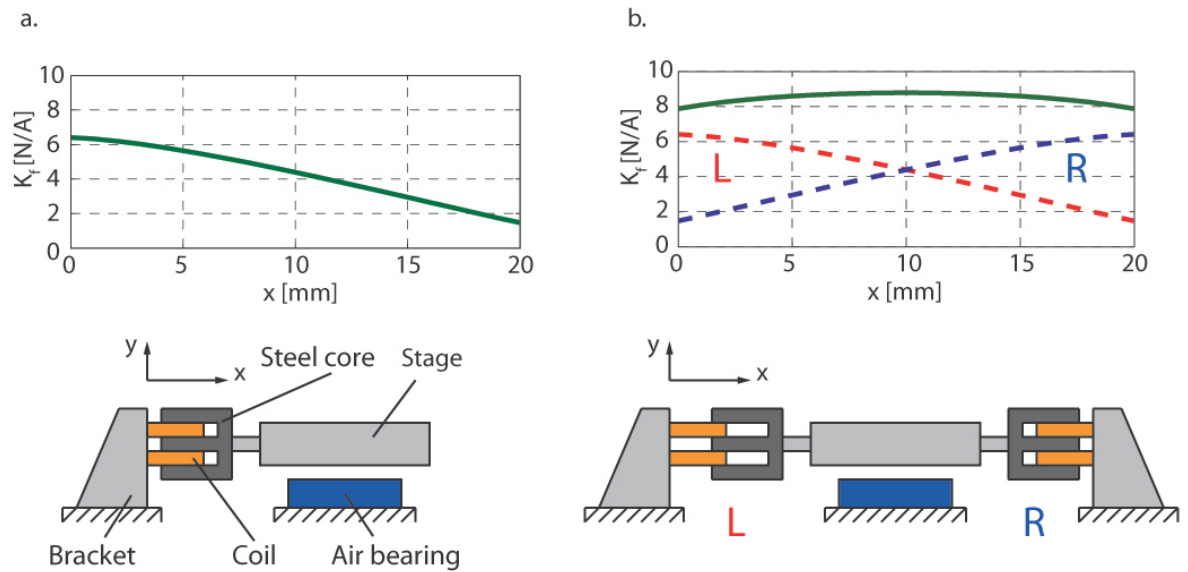 a.
K_f [N/A]
10
8
6
4
2
0
0 5 10 15 20
x [mm]
y
x
Steel core
Stage
Bracket
Coil
Air bearing
b.
K_f [N/A]
10
8
6
4
2
0
L
R
0 5 10 15 20
x [mm]
y
x
L
R